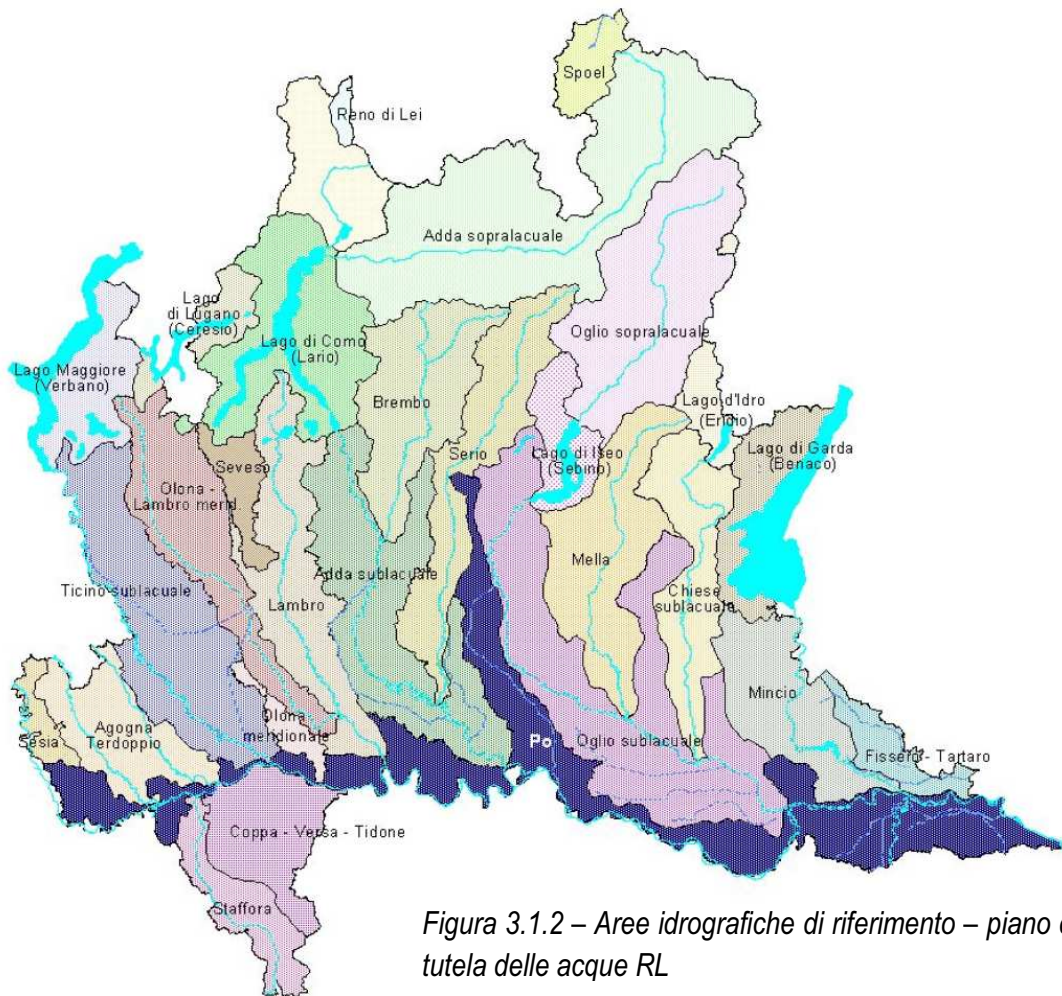 Spoel
Reno di Lei
Adda sopralacuale
Lago
di Lugano
(Ceresio)
Oglio sopralacuale
Lago di Como
(Lario)
Lago Maggiore
(Verbano)
Lago d'Idro
(Eridio)
Brembo
Lago di Garda
(Benaco)
Serio
Lago di Iseo
(Sebino)
Seveso
Olona -
Lambro merid.
Mella
Adda sublacuale
Ticino sublacuale
Lambro
Chiese
sublacuale
Mincio
Olona
meridionale
Po
Oglio sublacuale
Sesia
Agogna
Terdoppio
Fissero - Tartaro
Coppa - Versa - Tidone
Staffora
Figura 3.1.2 – Aree idrografiche di riferimento – piano
tutela delle acque RL